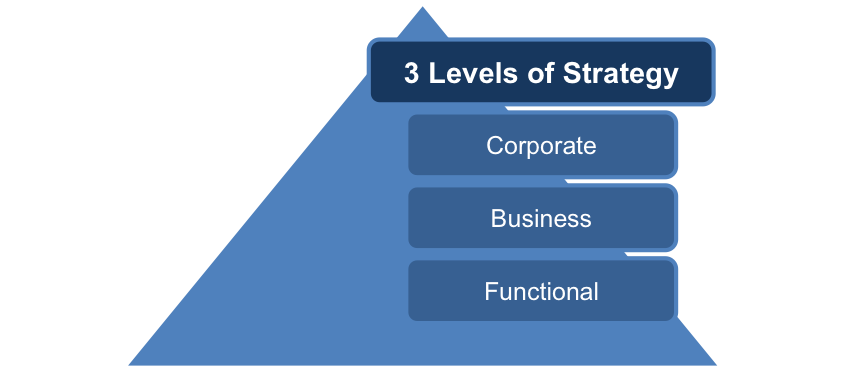 3 Levels of Strategy
Corporate
Business
Functional